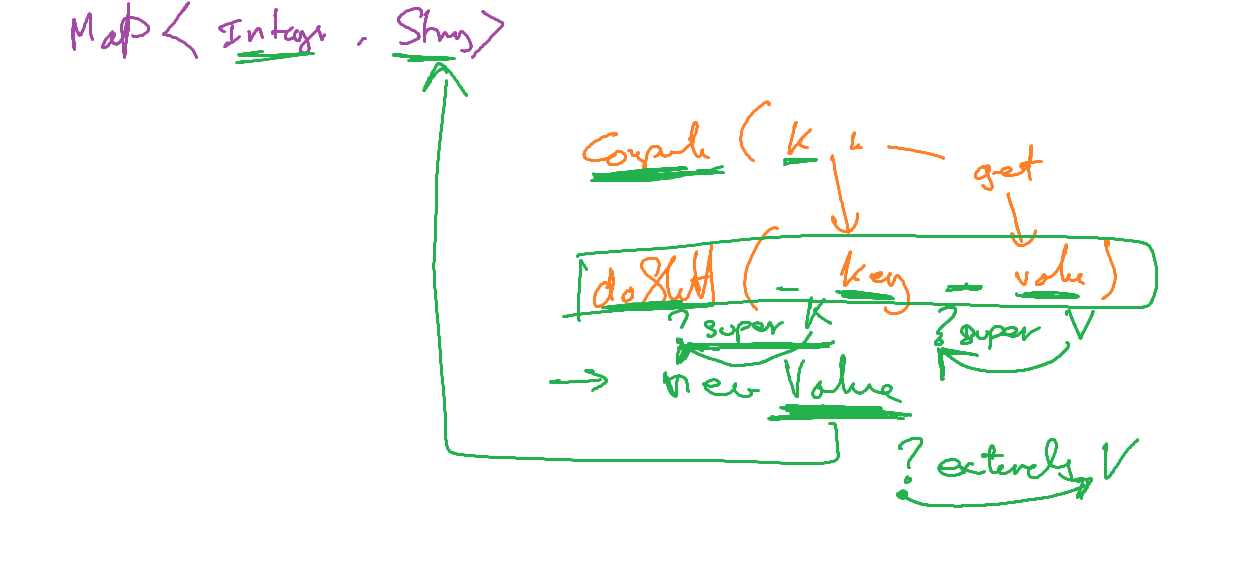 Map < Integer , String >
Compute ( k ,
get
doStuff ( _ key _ value )
? super K ? super V
→ new Value
? extends V